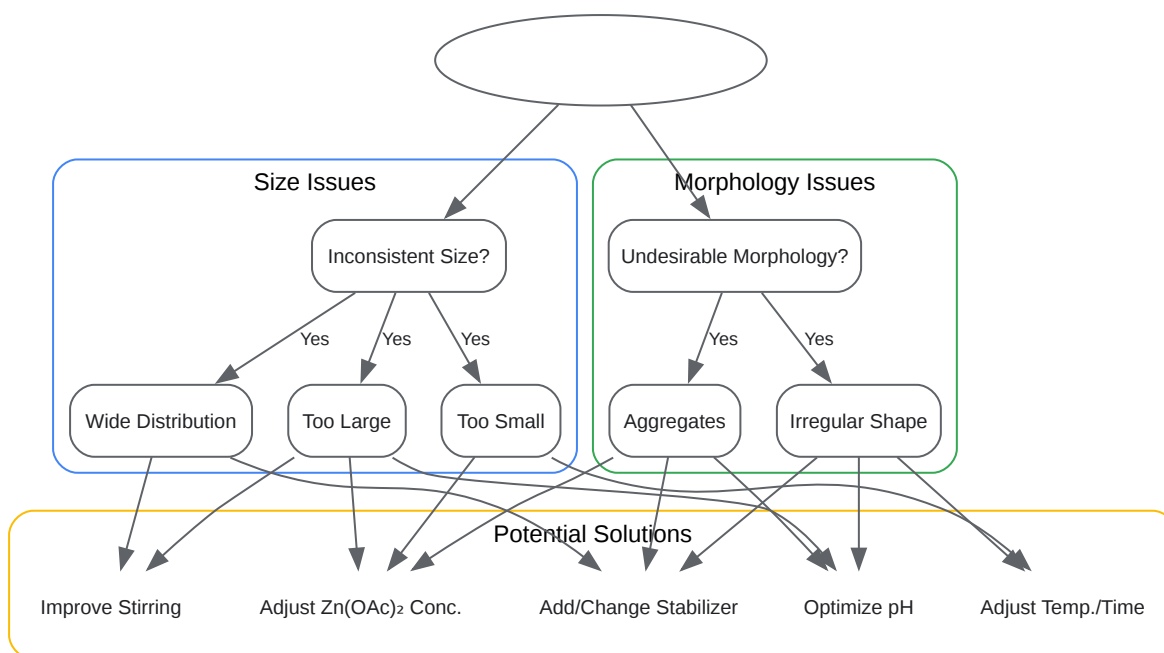 Size Issues
Morphology Issues
Inconsistent Size?
Undesirable Morphology?
Yes
Yes
Yes
Yes
Yes
Wide Distribution
Too Large
Too Small
Aggregates
Irregular Shape
Potential Solutions
Improve Stirring
Adjust Zn(OAc)₂ Conc.
Add/Change Stabilizer
Optimize pH
Adjust Temp./Time